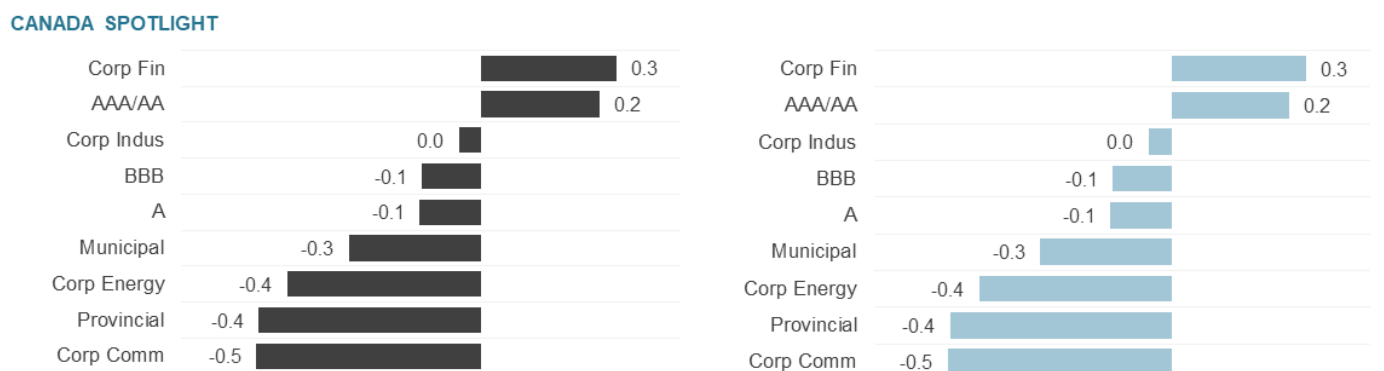 CANADA SPOTLIGHT
Corp Fin 0.3
AAA/AA 0.2
Corp Indus 0.0
BBB -0.1
A -0.1
Municipal -0.3
Corp Energy -0.4
Provincial -0.4
Corp Comm -0.5
Corp Fin 0.3
AAA/AA 0.2
Corp Indus 0.0
BBB -0.1
A -0.1
Municipal -0.3
Corp Energy -0.4
Provincial -0.4
Corp Comm -0.5